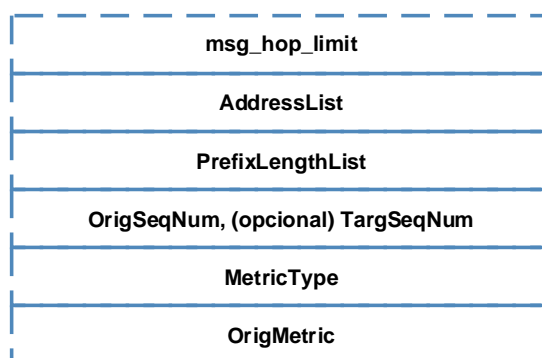 msg_hop_limit
AddressList
PrefixLengthList
OrigSeqNum, (opcional) TargSeqNum
MetricType
OrigMetric